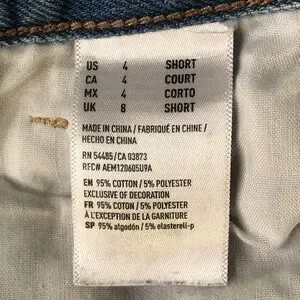 US 4 SHORT
CA 4 COURT
MX 4 CORTO
UK 8 SHORT
MADE IN CHINA / FABRIQUÉ EN CHINE /
HECHO EN CHINA
RN 54485/CA 03873
RFC# AEM120605U9A
EN 95% COTTON / 5% POLYESTER
EXCLUSIVE OF DECORATION
FR 95% COTTON / 5% POLYESTER
À L'EXCEPTION DE LA GARNITURE
SP 95% algodón / 5% elasterell-p